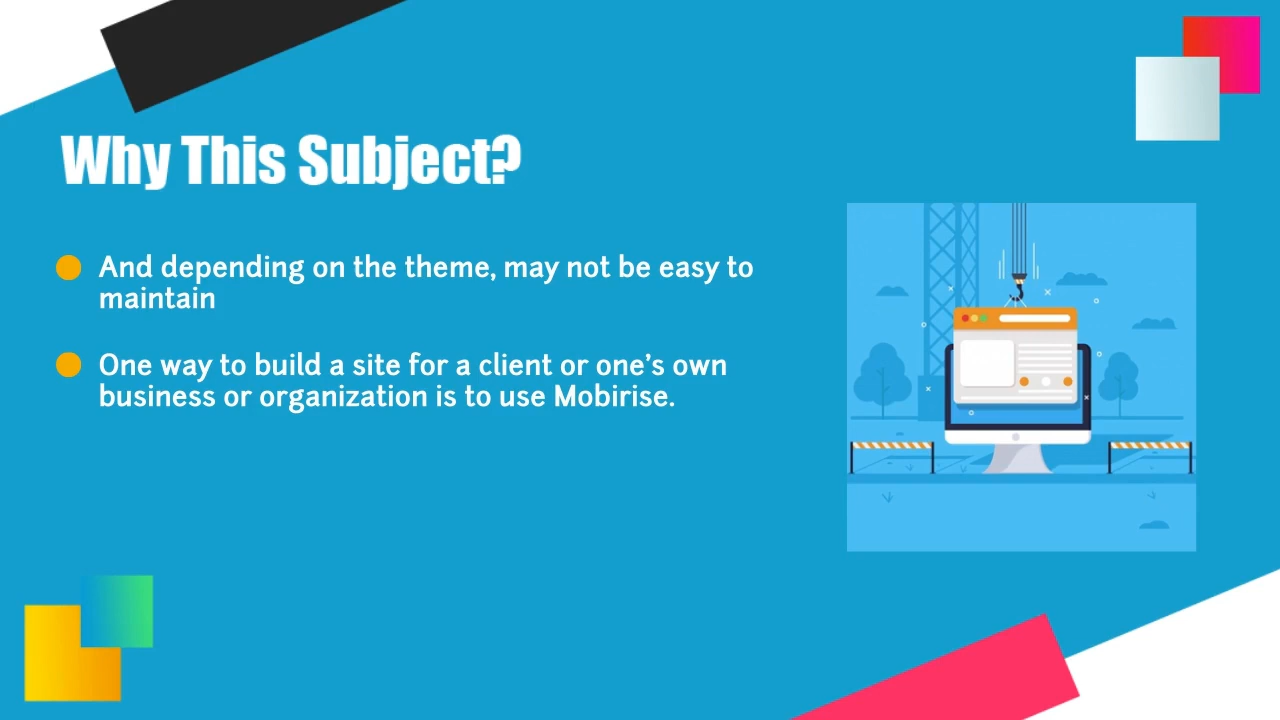 Why This Subject?
And depending on the theme, may not be easy to
maintain
One way to build a site for a client or one's own
business or organization is to use Mobirise.